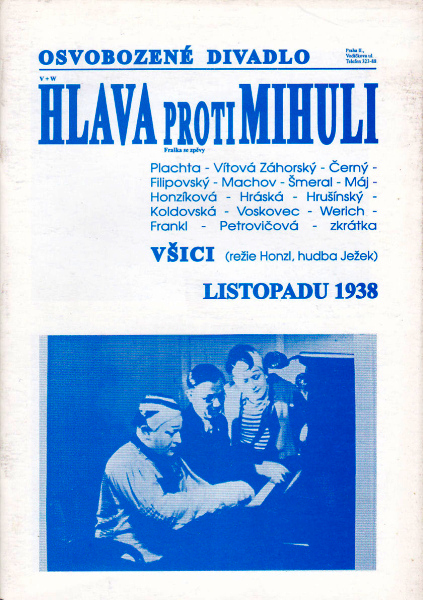 OSVOBOZENÉ DIVADLO
Praha II.,
Vodičkova ul.
Telefon 323-88
V + W
HLAVA PROTI MIHULI
Fraška se zpěvy
Plachta - Vítová Záhorský - Černý -
Filipovský - Machov - Šmeral - Máj -
Honzíková - Hráská - Hrušínský -
Koldovská - Voskovec - Werich -
Frankl - Petrovičová - zkrátka
VŠICI (režie Honzl, hudba Ježek)
LISTOPADU 1938